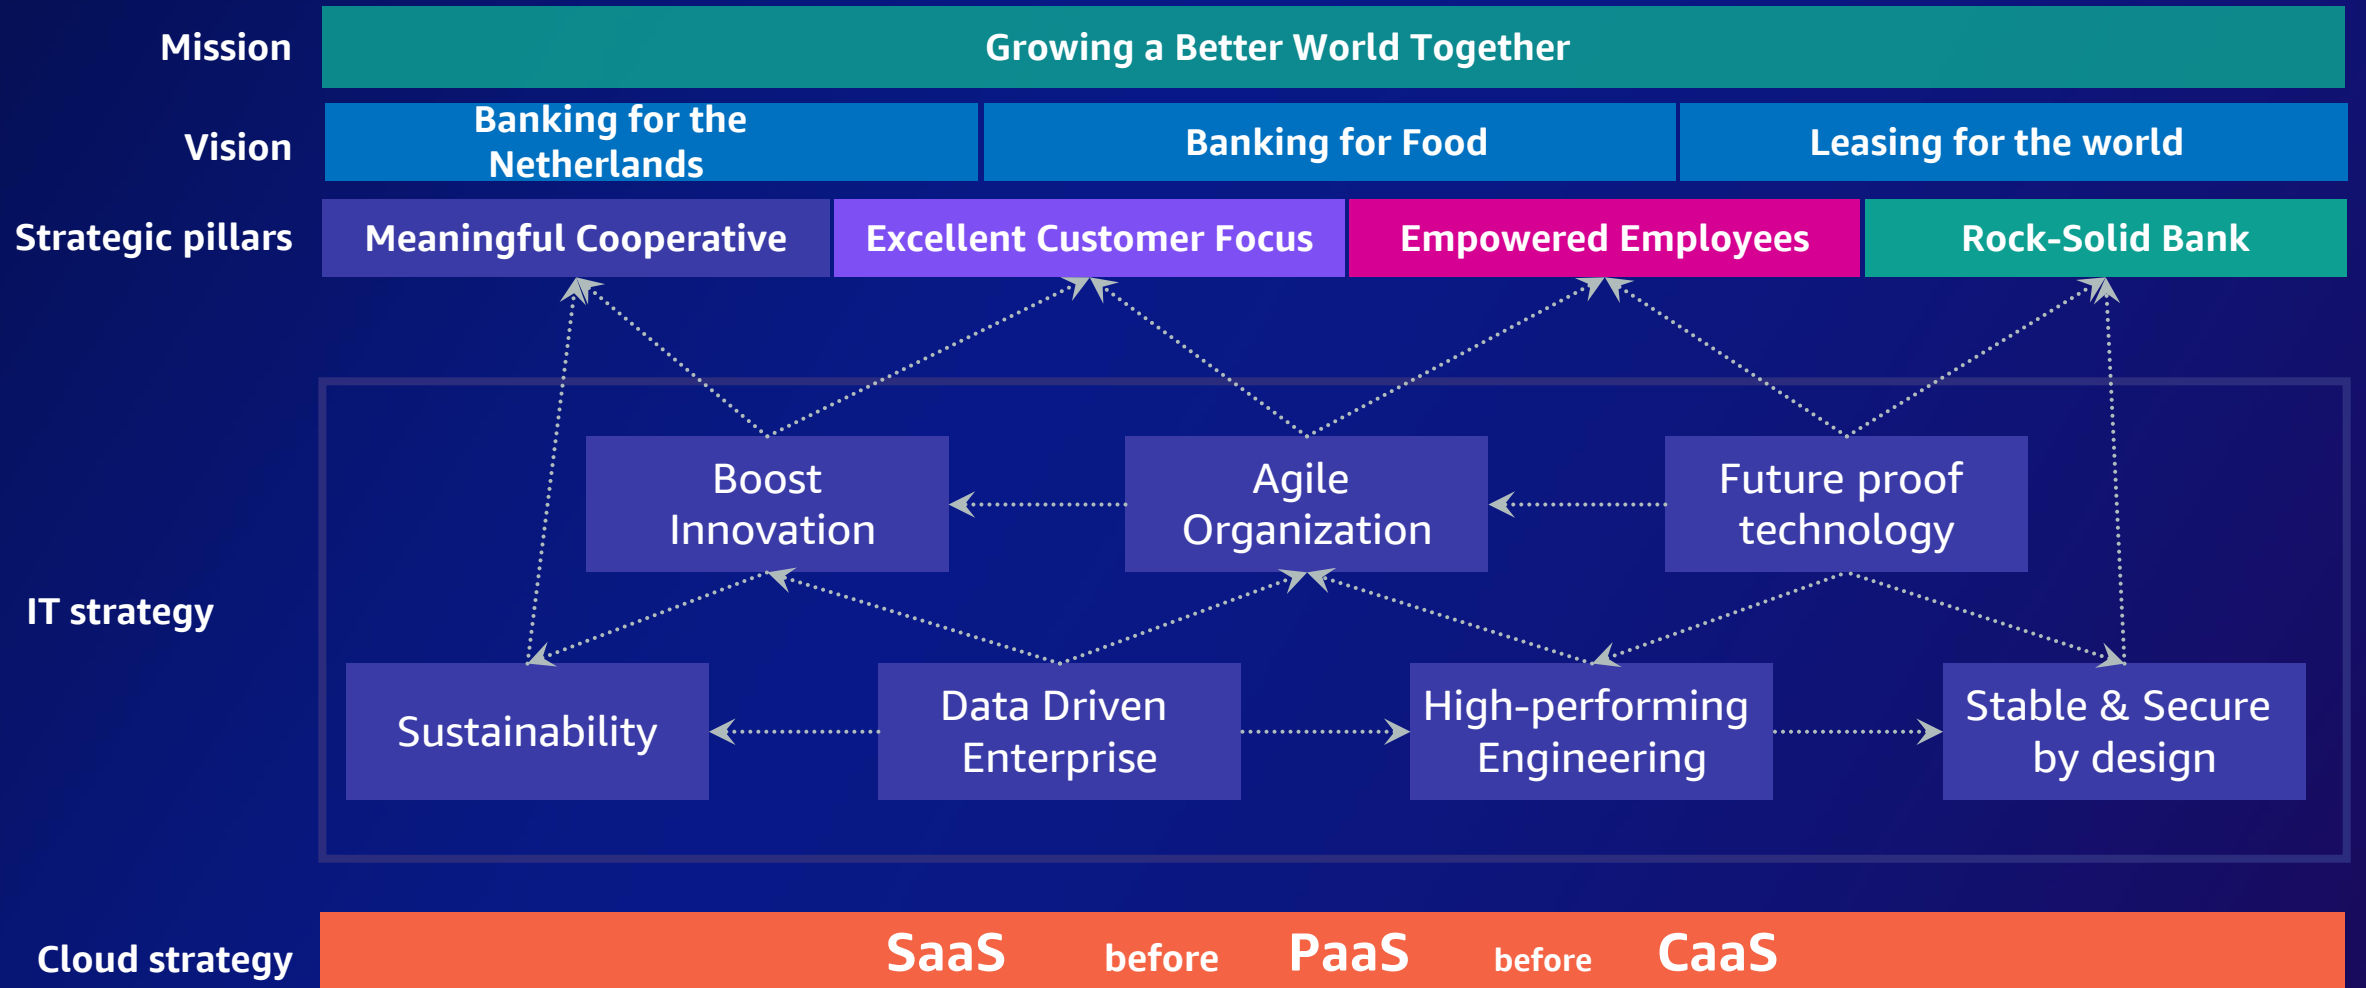 Mission
Growing a Better World Together
Vision
Banking for the
Netherlands
Banking for Food
Leasing for the world
Strategic pillars
Meaningful Cooperative
Excellent Customer Focus
Empowered Employees
Rock-Solid Bank
IT strategy
Boost
Innovation
Agile
Organization
Future proof
technology
Sustainability
Data Driven
Enterprise
High-performing
Engineering
Stable & Secure
by design
Cloud strategy
SaaS before PaaS before CaaS